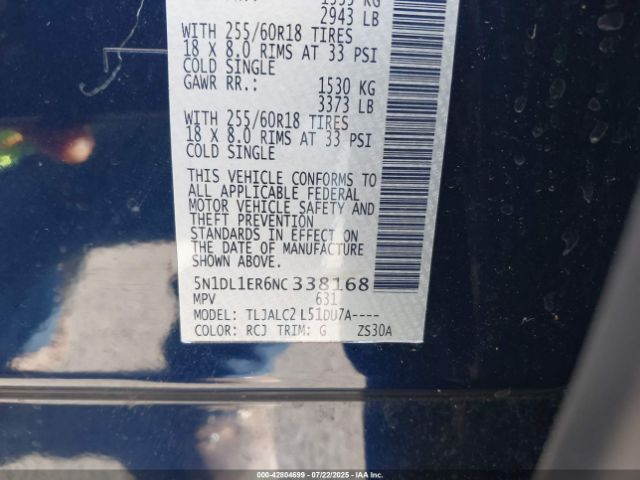 2943 LB
WITH 255/60R18 TIRES
18 X 8.0 RIMS AT 33 PSI
COLD SINGLE
GAWR RR.: 1530 KG
3373 LB
WITH 255/60R18 TIRES
18 X 8.0 RIMS AT 33 PSI
COLD SINGLE
THIS VEHICLE CONFORMS TO
ALL APPLICABLE FEDERAL
MOTOR VEHICLE SAFETY AND
THEFT PREVENTION
STANDARDS IN EFFECT ON
THE DATE OF MANUFACTURE
SHOWN ABOVE.
5N1DL1ER6NC338168
MPV 631
MODEL: TLJALC2 L51DU7A----
COLOR: RCJ TRIM: G ZS30A
000-42804699 - 07/22/2025 - IAAI.COM